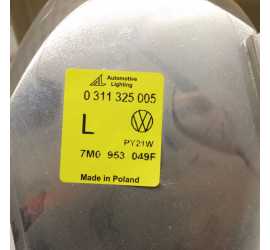 Automotive
Lighting
0 311 325 005
L
PY21W
7M0 953 049F
Made in Poland